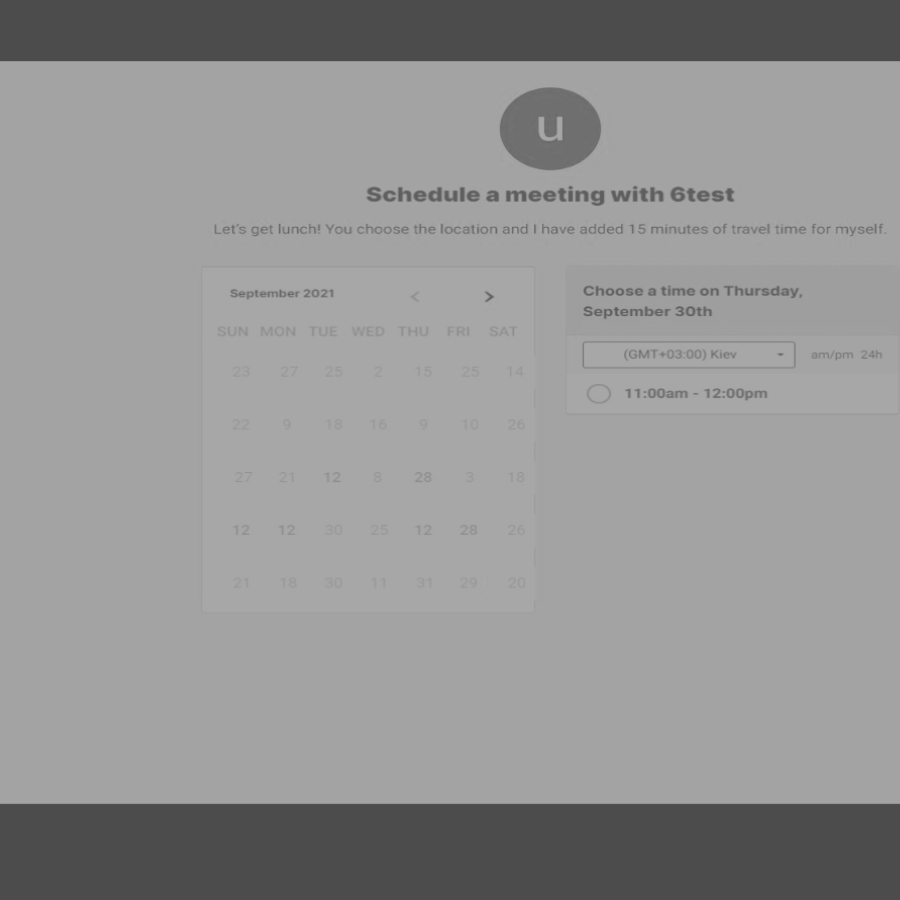 u
Schedule a meeting with 6test
Let's get lunch! You choose the location and I have added 15 minutes of travel time for myself.
September 2021
SUN MON TUE WED THU FRI SAT
23 27 25 2 15 25 14
22 9 18 16 9 10 26
27 21 12 8 28 3 18
12 12 30 25 12 28 26
21 18 30 11 31 29 20
Choose a time on Thursday,
September 30th
(GMT+03:00) Kiev am/pm 24h
11:00am - 12:00pm